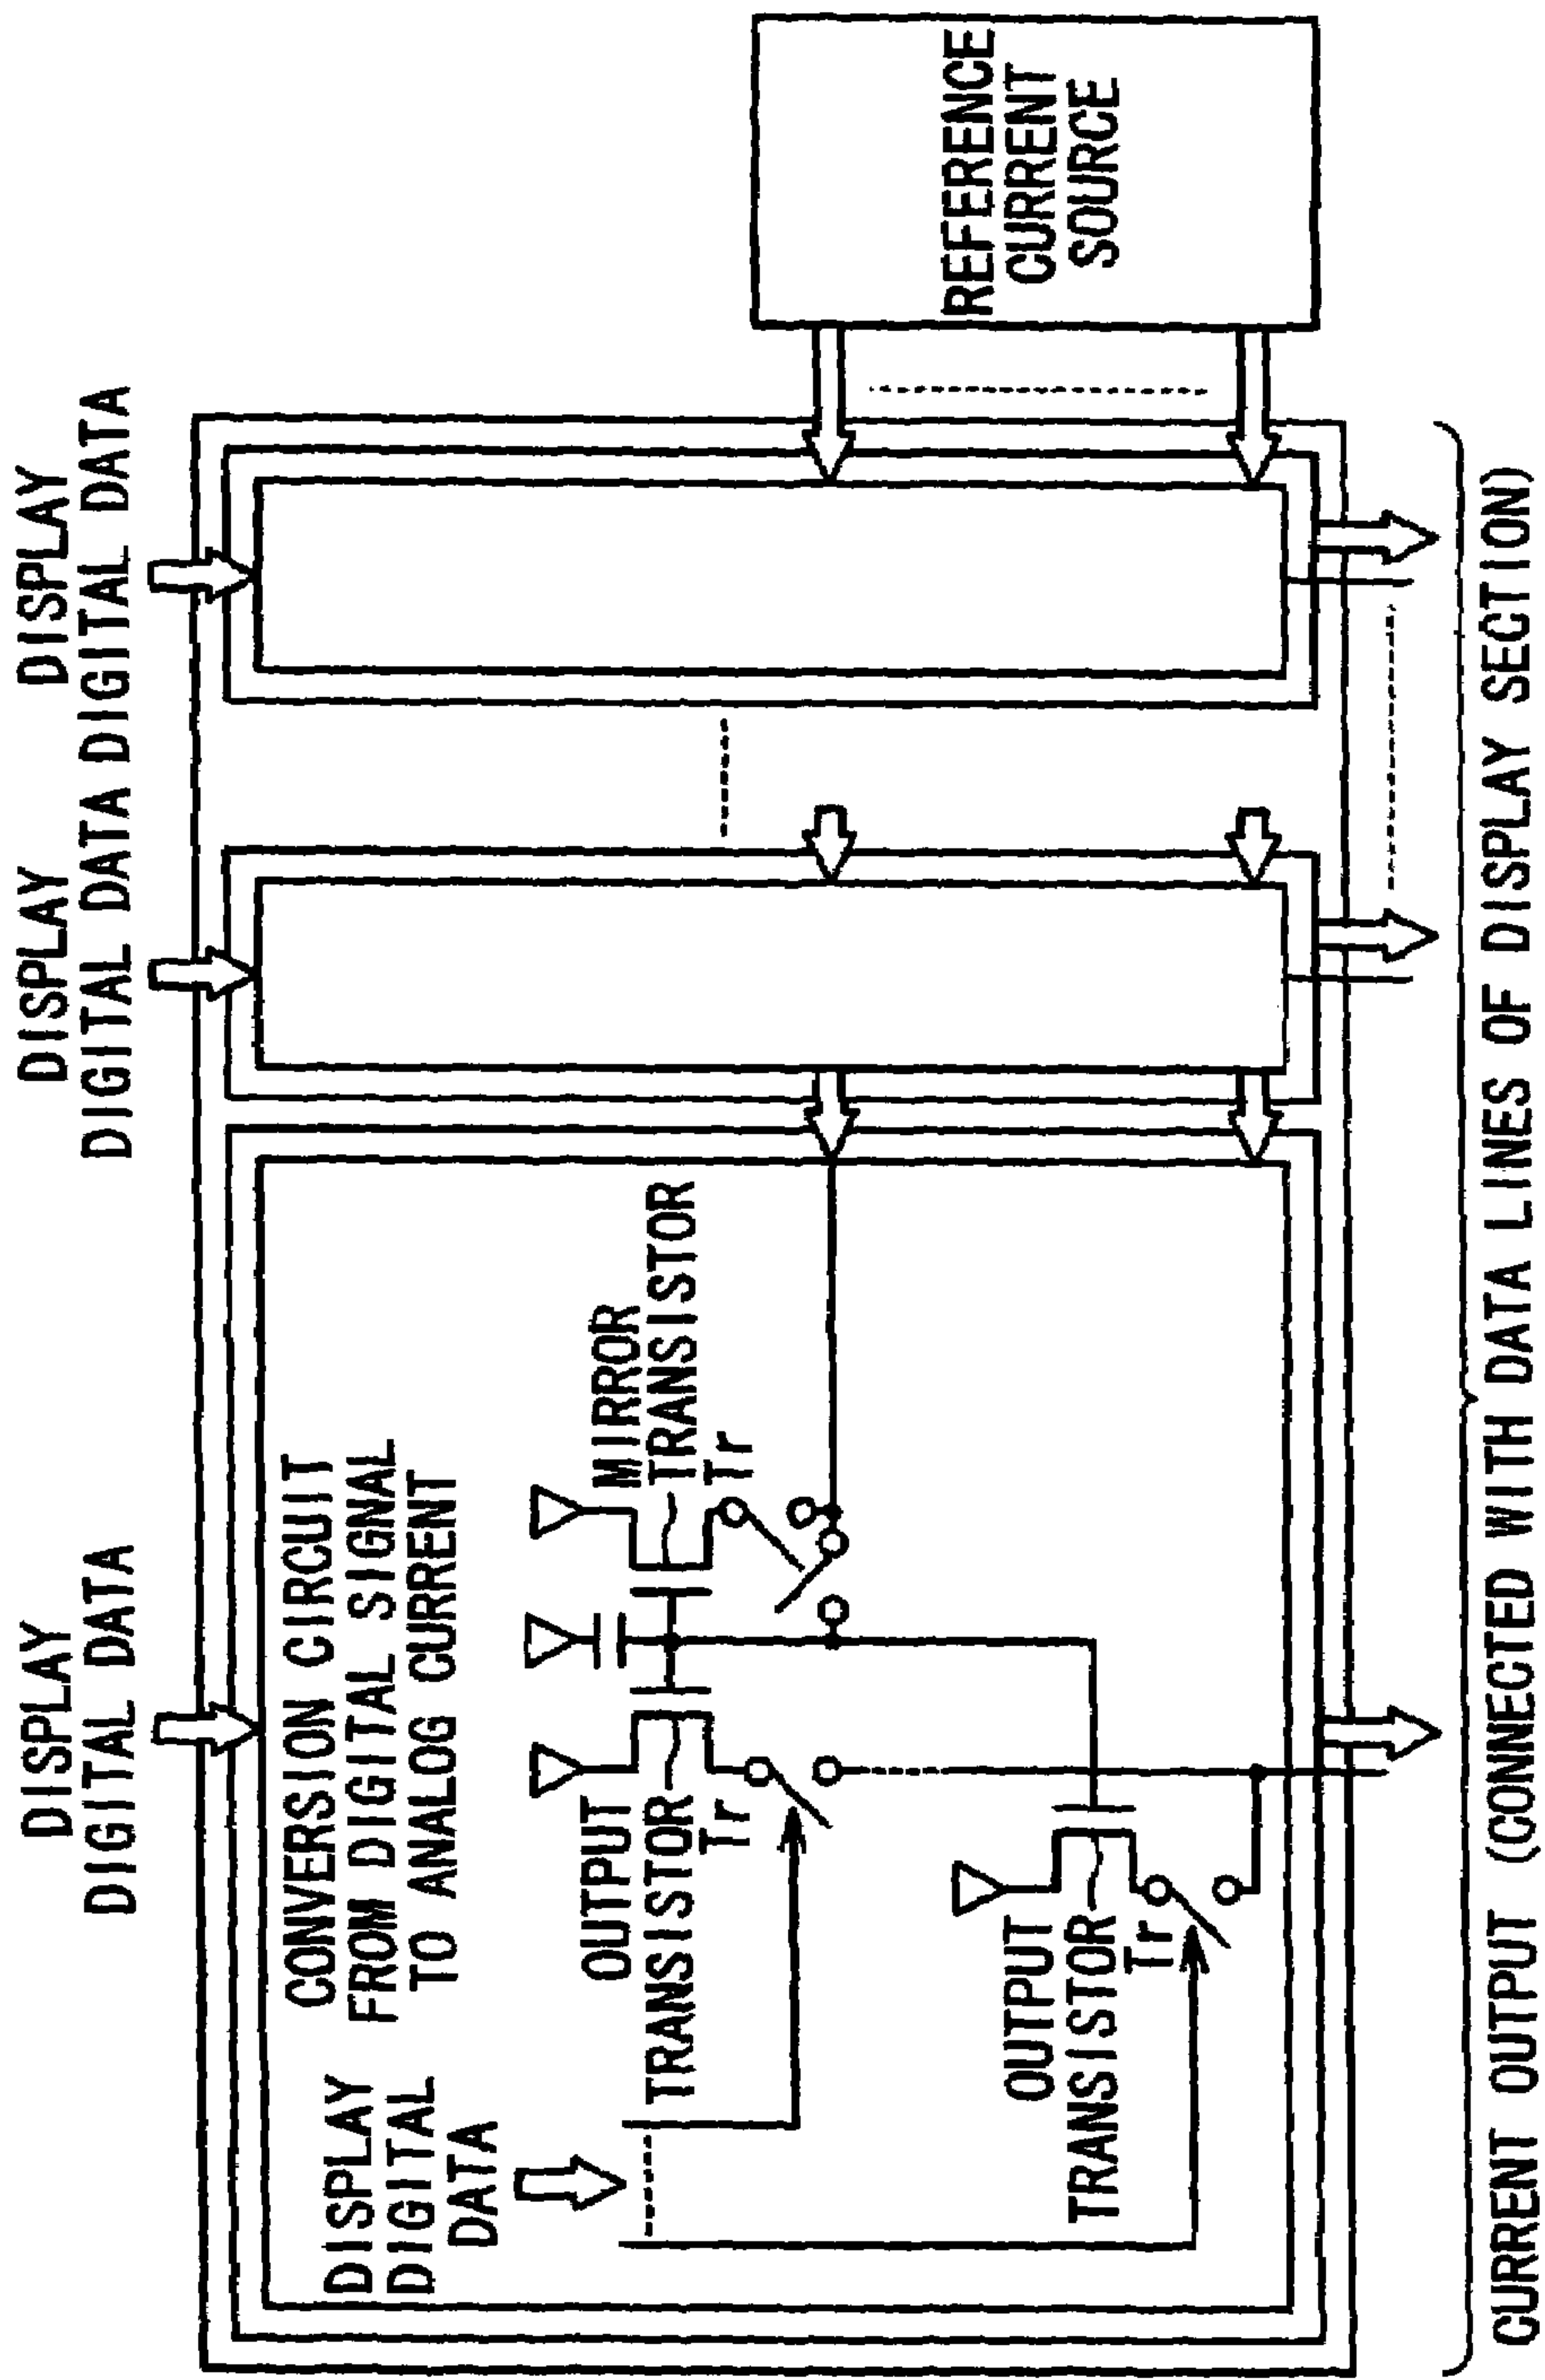 DISPLAY
DIGITAL DATA
DISPLAY
DIGITAL DATA
DISPLAY
DIGITAL DATA
CONVERSION CIRCUIT
FROM DIGITAL SIGNAL
TO ANALOG CURRENT
DISPLAY
DIGITAL
DATA
OUTPUT
TRANSISTOR
Tr
MIRROR
TRANSISTOR
Tr
OUTPUT
TRANSISTOR
Tr
REFERENCE
CURRENT
SOURCE
CURRENT OUTPUT (CONNECTED WITH DATA LINES OF DISPLAY SECTION)